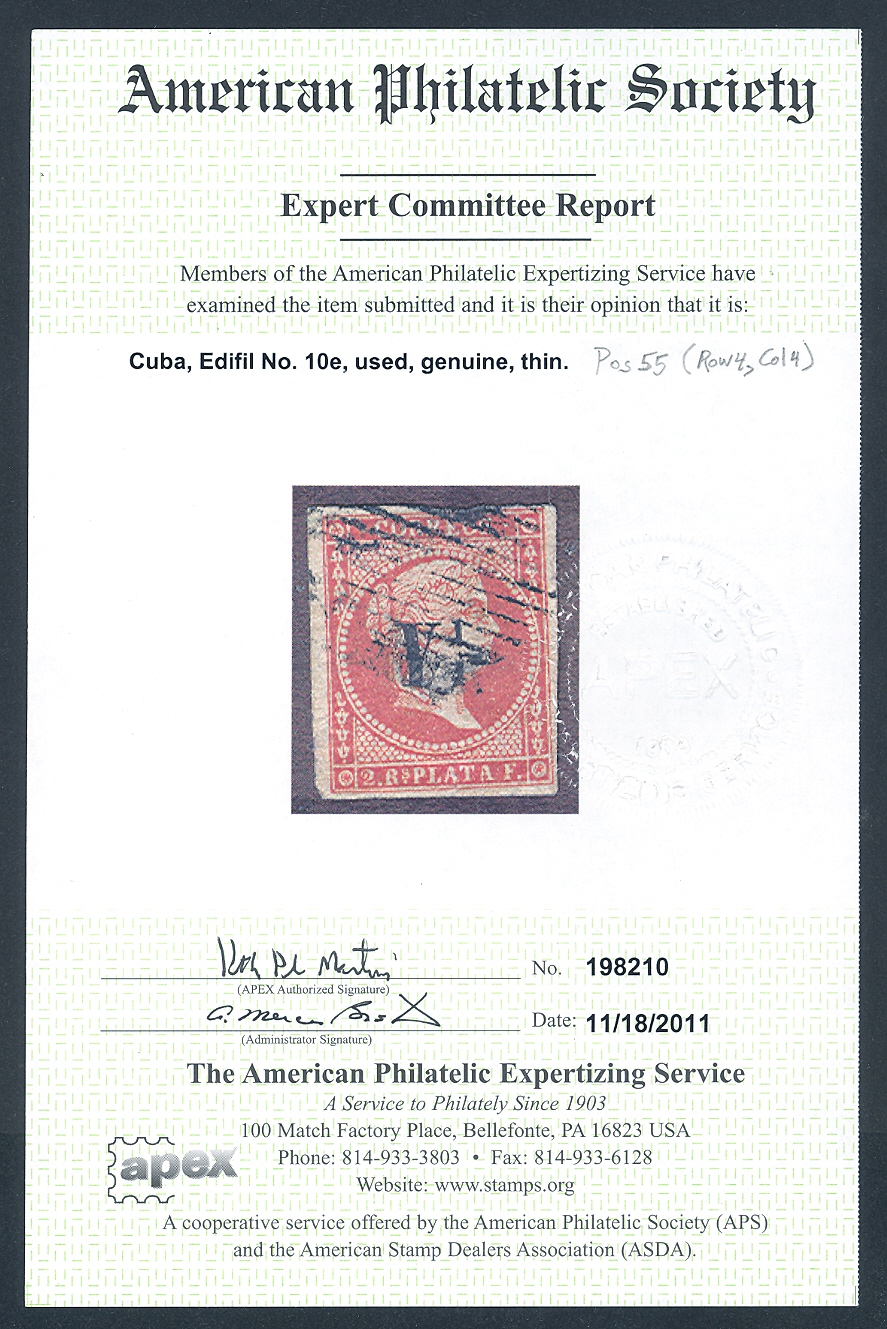 American Philatelic Society
Expert Committee Report
Members of the American Philatelic Expertizing Service have
examined the item submitted and it is their opinion that it is:
Cuba, Edifil No. 10e, used, genuine, thin. Pos 55 (Row 4, Col 4)
Y¼
2. Rs PLATA F.
APEX
No. 198210
(APEX Authorized Signature)
Date: 11/18/2011
(Administrator Signature)
The American Philatelic Expertizing Service
A Service to Philately Since 1903
100 Match Factory Place, Bellefonte, PA 16823 USA
apex
Phone: 814-933-3803 • Fax: 814-933-6128
Website: www.stamps.org
A cooperative service offered by the American Philatelic Society (APS)
and the American Stamp Dealers Association (ASDA).